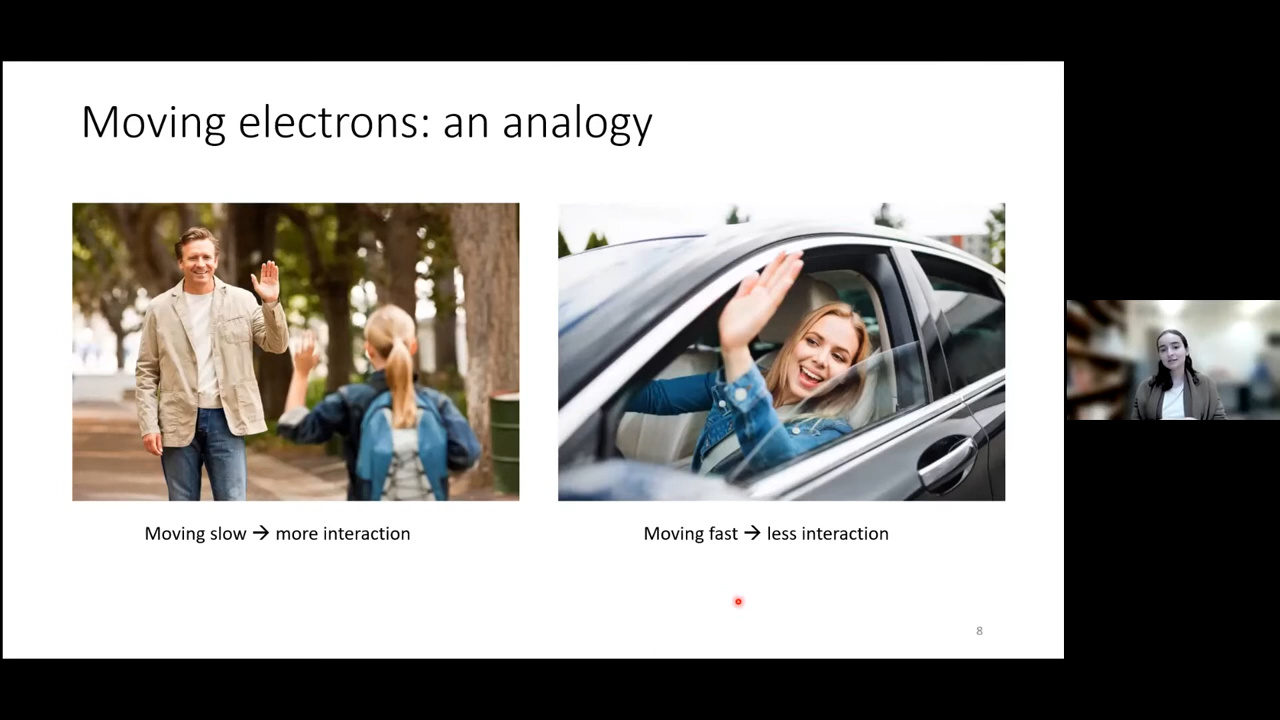 Moving electrons: an analogy
Moving slow → more interaction
Moving fast → less interaction
8